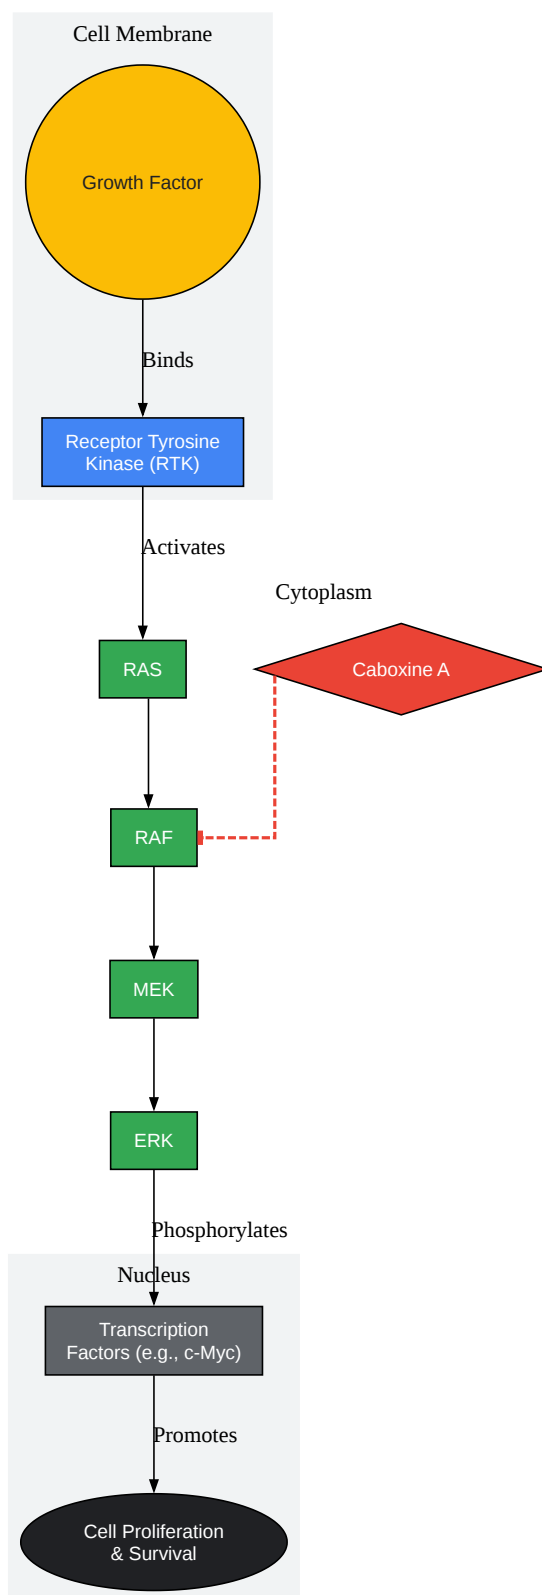 Cell Membrane
Growth Factor
Binds
Receptor Tyrosine
Kinase (RTK)
Activates
Cytoplasm
RAS
Caboxine A
RAF
MEK
ERK
Phosphorylates
Nucleus
Transcription
Factors (e.g., c-Myc)
Promotes
Cell Proliferation
& Survival